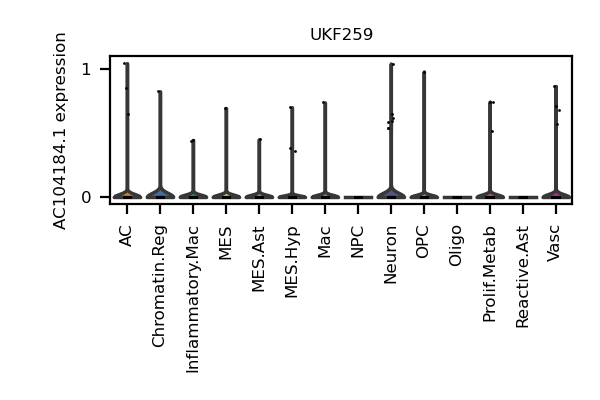 UKF259
AC104184.1 expression
1
0
AC
Chromatin.Reg
Inflammatory.Mac
MES
MES.Ast
MES.Hyp
Mac
NPC
Neuron
OPC
Oligo
Prolif.Metab
Reactive.Ast
Vasc